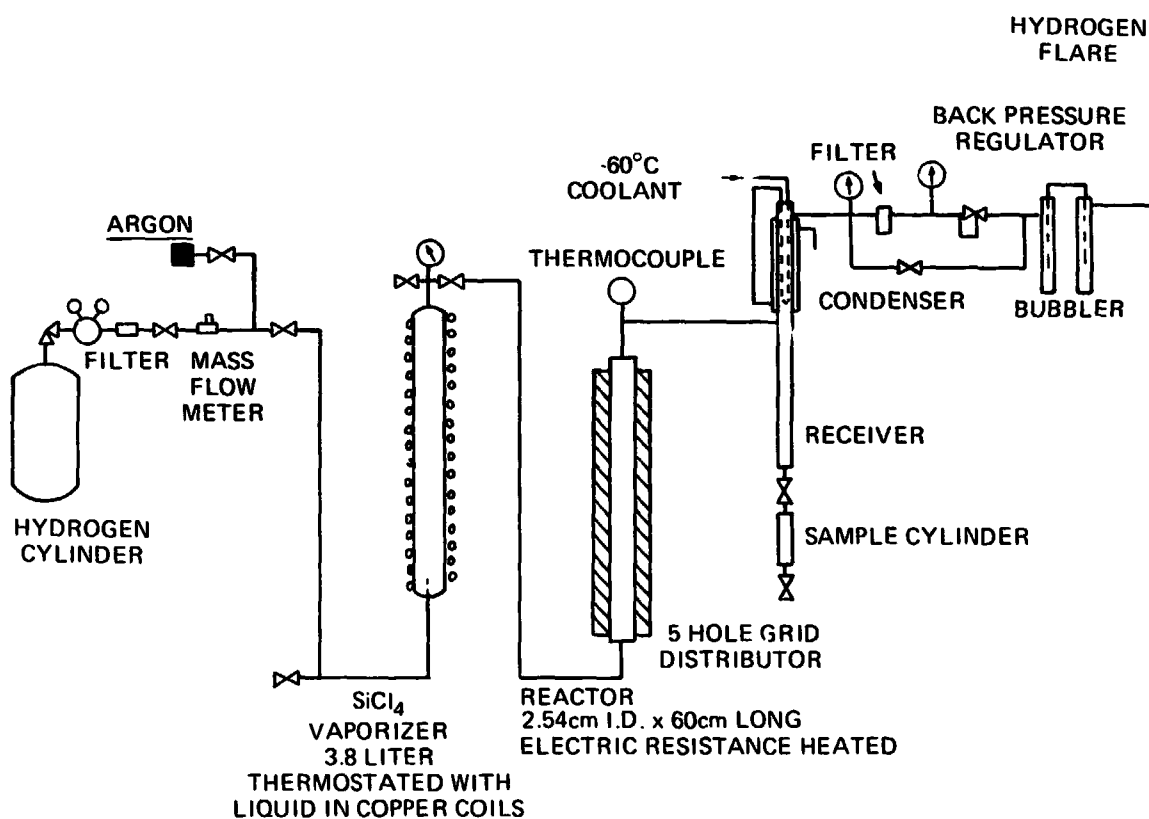 HYDROGEN
FLARE
BACK PRESSURE
REGULATOR
FILTER
-60°C
COOLANT
ARGON
THERMOCOUPLE
CONDENSER
BUBBLER
FILTER
MASS
FLOW
METER
RECEIVER
HYDROGEN
CYLINDER
SAMPLE CYLINDER
5 HOLE GRID
DISTRIBUTOR
SiCl4
VAPORIZER
3.8 LITER
THERMOSTATED WITH
LIQUID IN COPPER COILS
REACTOR
2.54cm I.D. x 60cm LONG
ELECTRIC RESISTANCE HEATED